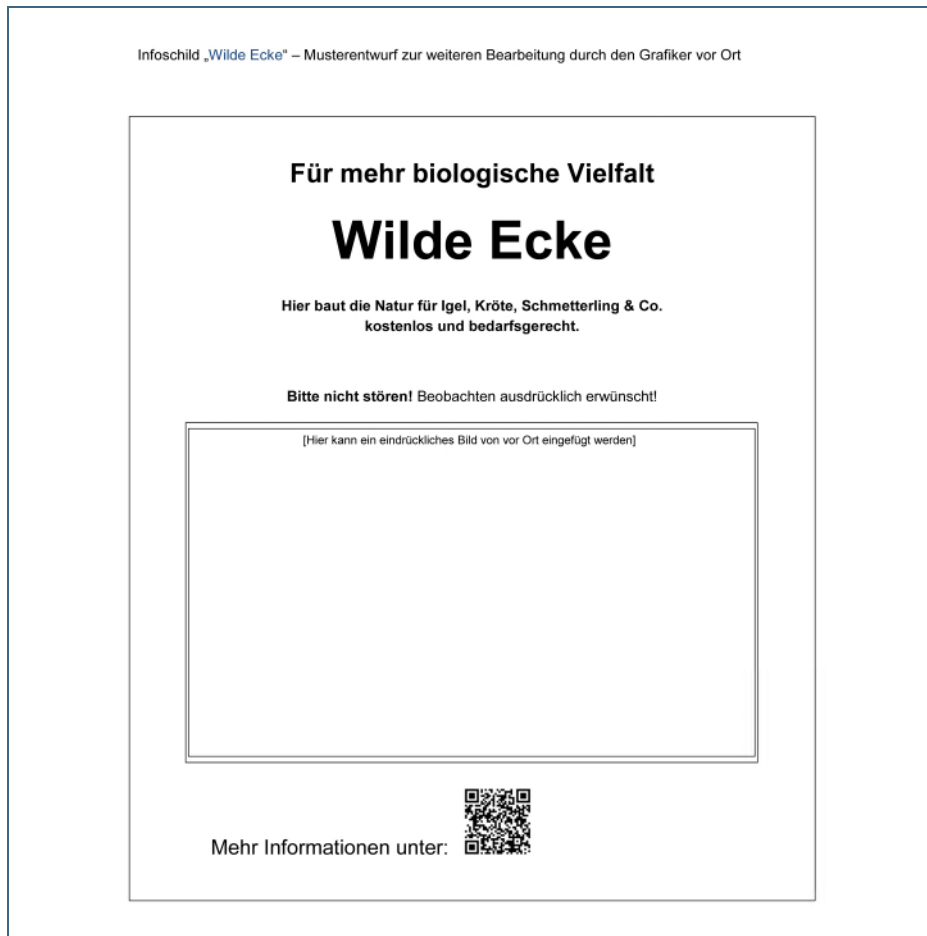 Infoschild „Wilde Ecke“ – Musterentwurf zur weiteren Bearbeitung durch den Grafiker vor Ort
Für mehr biologische Vielfalt
Wilde Ecke
Hier baut die Natur für Igel, Kröte, Schmetterling & Co.
kostenlos und bedarfsgerecht.
Bitte nicht stören! Beobachten ausdrücklich erwünscht!
[Hier kann ein eindrückliches Bild von vor Ort eingefügt werden]
Mehr Informationen unter: